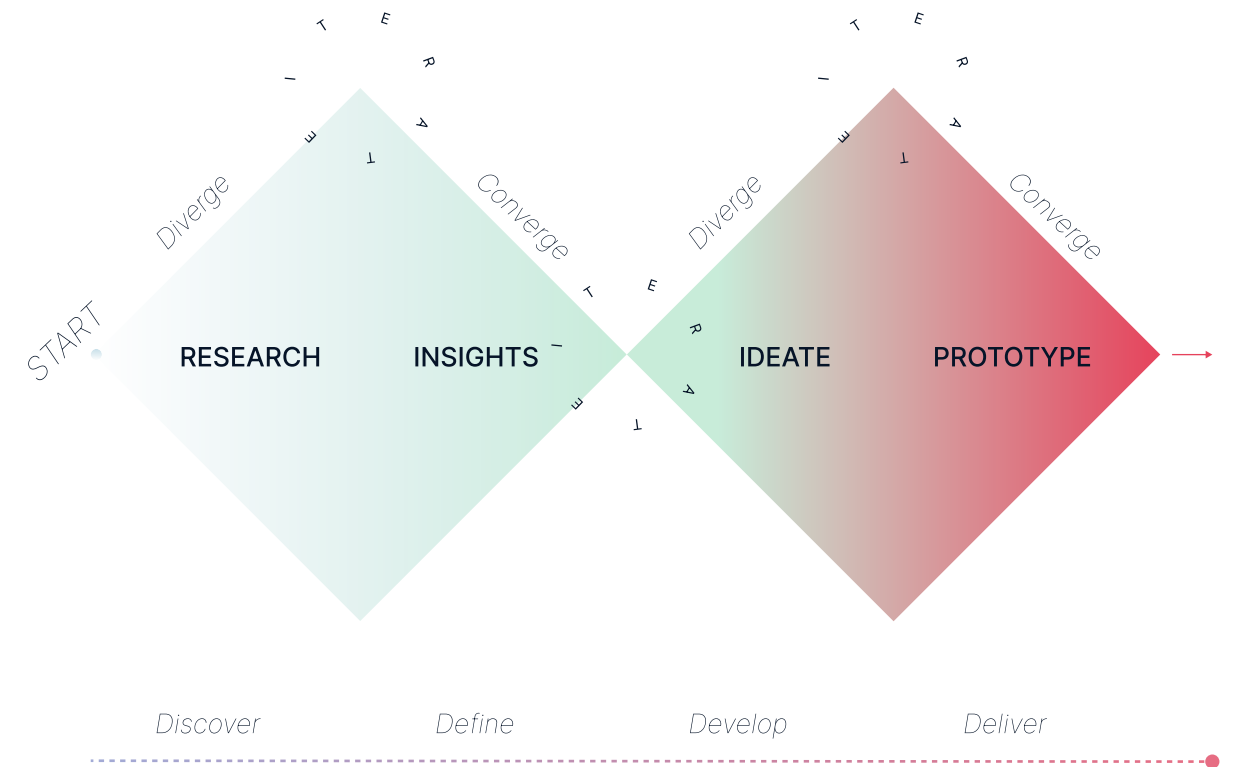 ITERATE
ITERATE
Diverge
Converge
Diverge
Converge
ITERATE
START
RESEARCH
INSIGHTS
IDEATE
PROTOTYPE
Discover
Define
Develop
Deliver